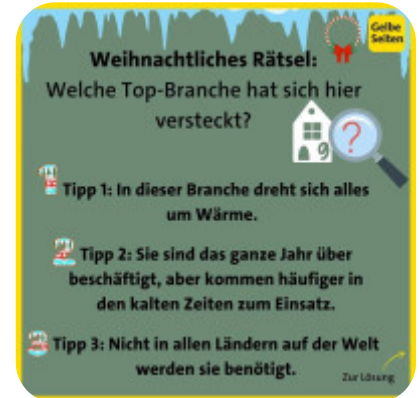 Gelbe
Seiten
Weihnachtliches Rätsel:
Welche Top-Branche hat sich hier
versteckt?
?
Tipp 1: In dieser Branche dreht sich alles
um Wärme.
Tipp 2: Sie sind das ganze Jahr über
beschäftigt, aber kommen häufiger in
den kalten Zeiten zum Einsatz.
Tipp 3: Nicht in allen Ländern auf der Welt
werden sie benötigt.
Zur Lösung